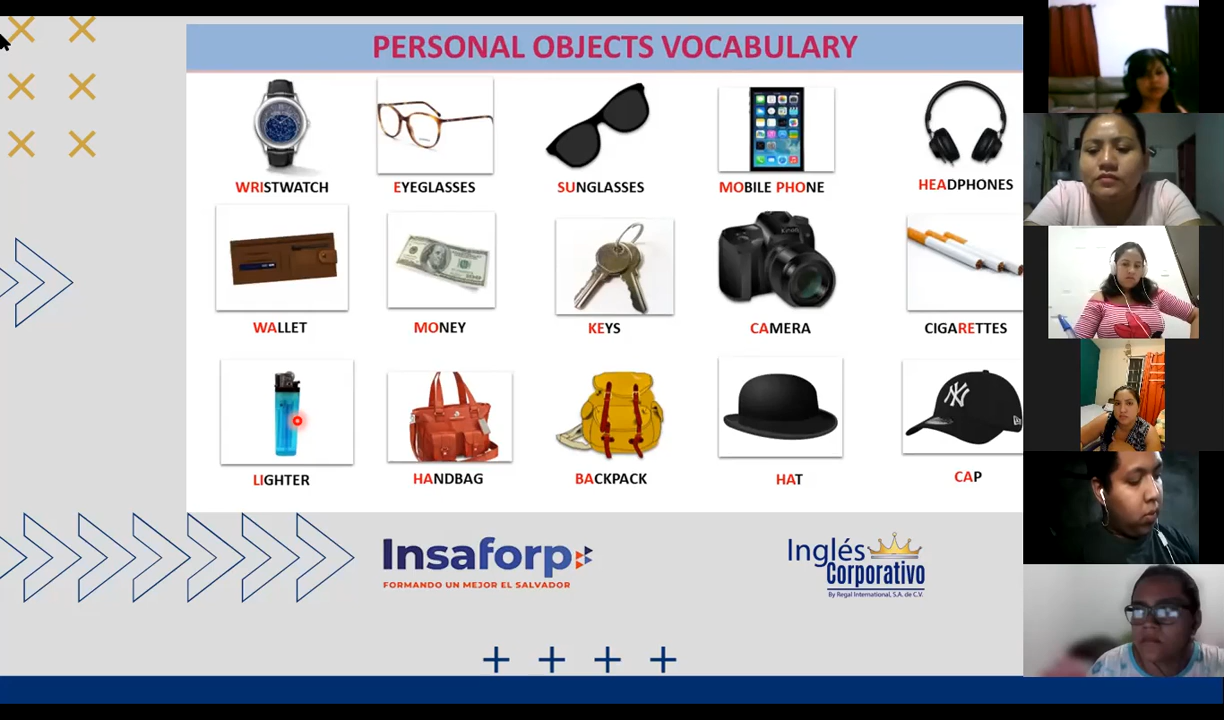 PERSONAL OBJECTS VOCABULARY
WRISTWATCH EYEGLASSES SUNGLASSES MOBILE PHONE HEADPHONES
WALLET MONEY KEYS CAMERA CIGARETTES
LIGHTER HANDBAG BACKPACK HAT CAP
Insaforp
FORMANDO UN MEJOR EL SALVADOR
Inglés
Corporativo
By Regal International, S.A. de C.V.